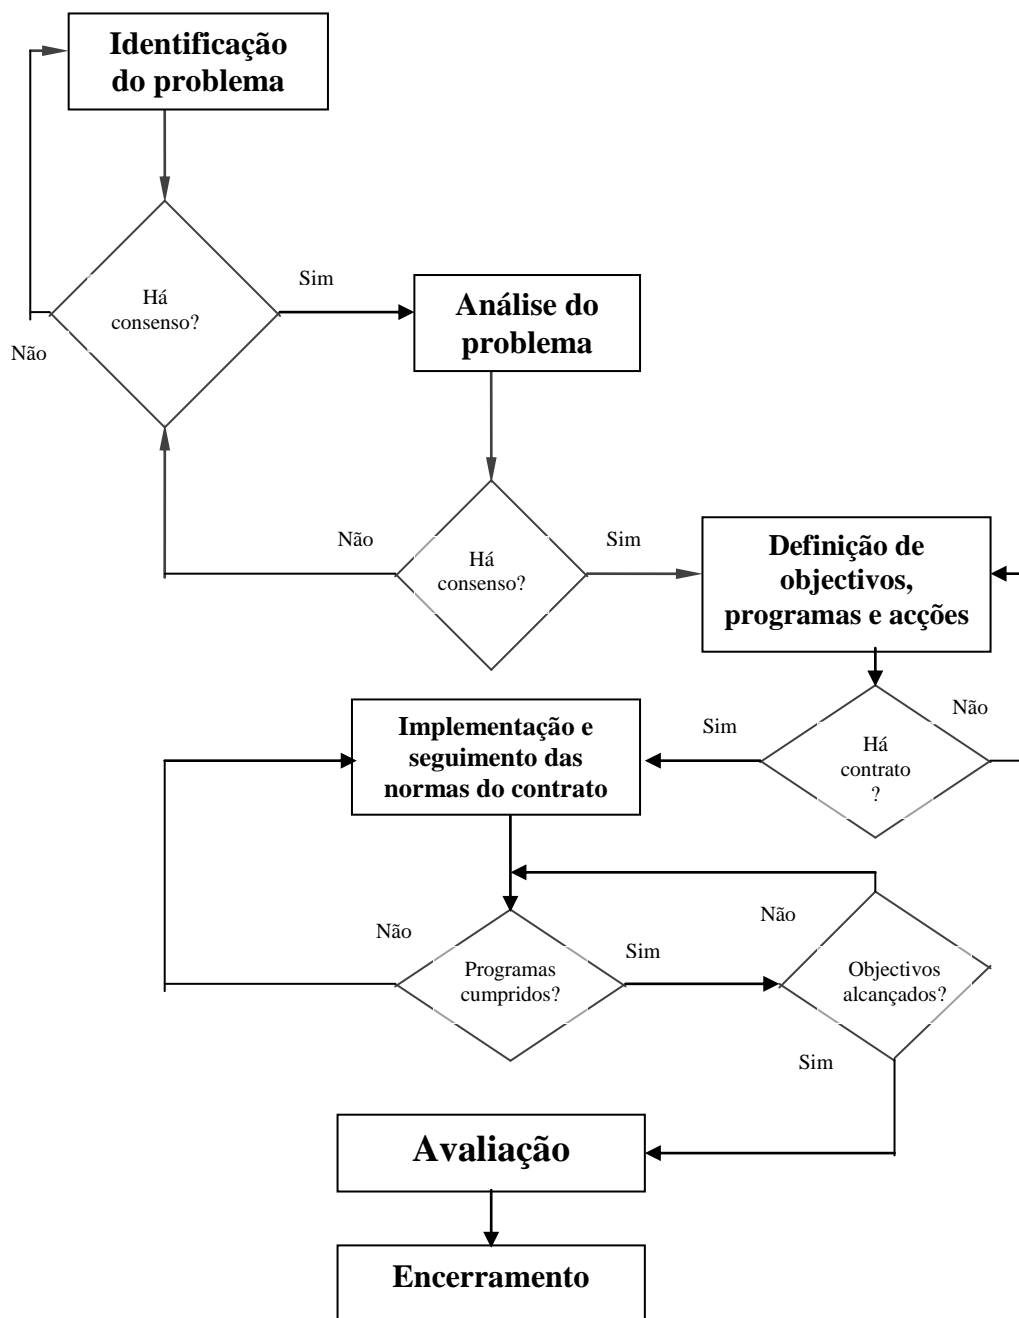 Identificação
do problema
Sim
Há
consenso?
Não
Análise do
problema
Não
Há
consenso?
Sim
Definição de
objectivos,
programas e acções
Implementação e
seguimento das
normas do contrato
Sim
Há
contrato
?
Não
Não
Programas
cumpridos?
Sim
Não
Objectivos
alcançados?
Sim
Avaliação
Encerramento